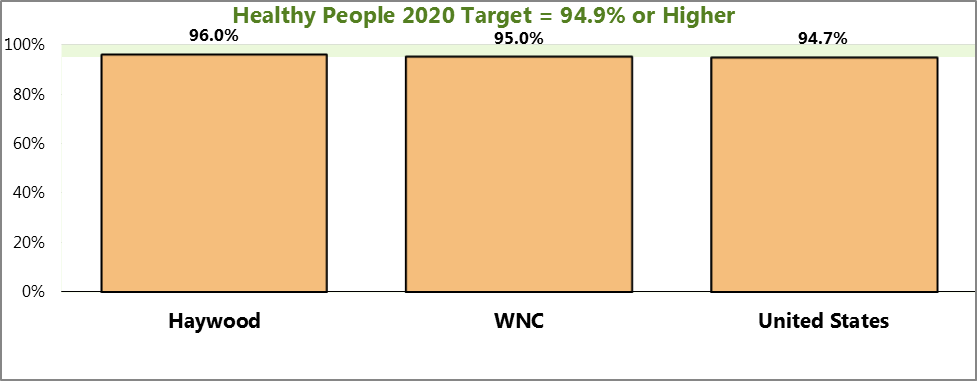 Healthy People 2020 Target = 94.9% or Higher
96.0% 95.0% 94.7%
100%
80%
60%
40%
20%
0%
Haywood WNC United States